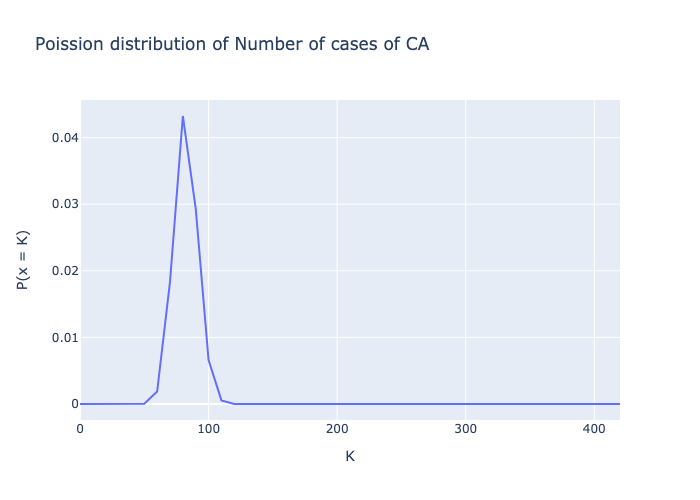 Poission distribution of Number of cases of CA
P(x = K)
0.04
0.03
0.02
0.01
0
0 100 200 300 400
K